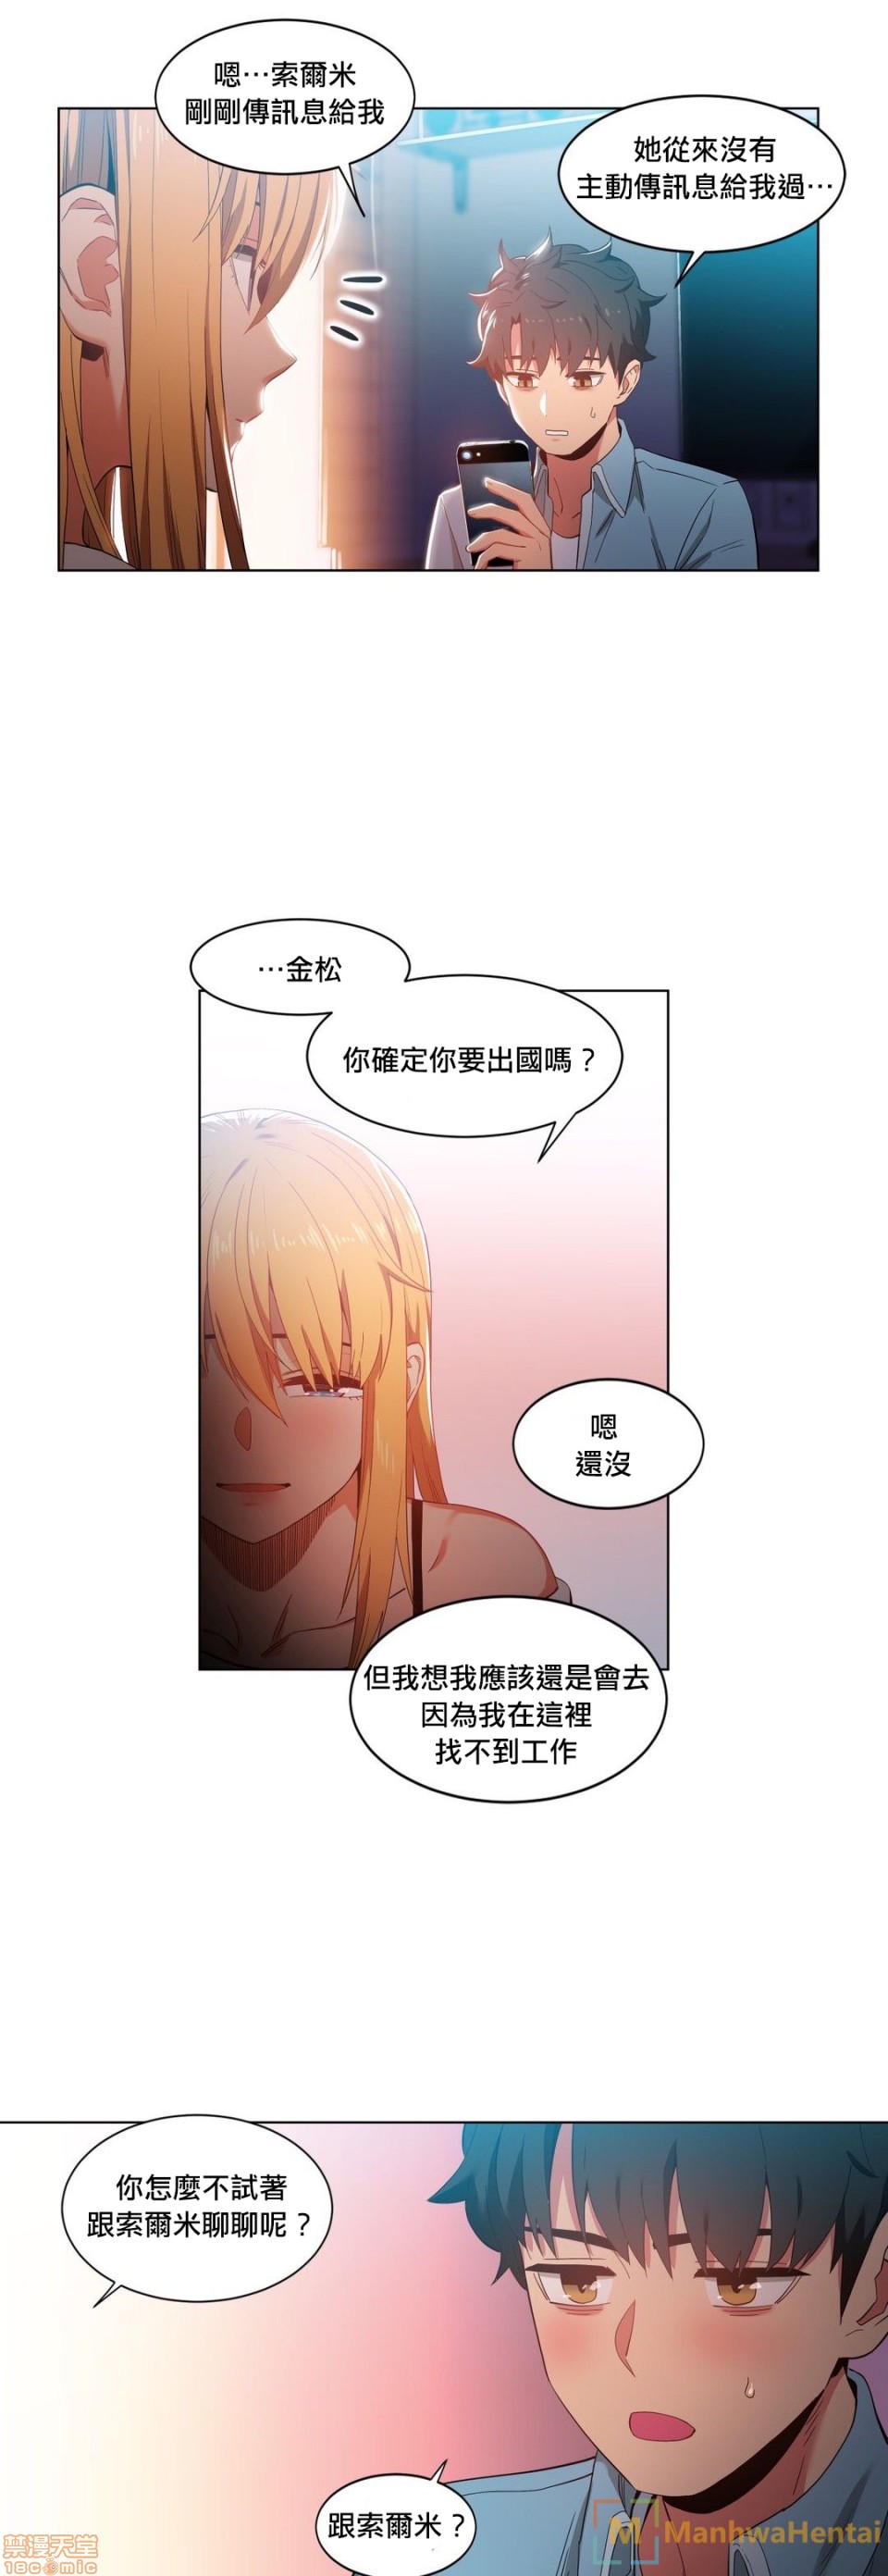 嗯…索爾米
剛剛傳訊息給我
她從來沒有
主動傳訊息給我過…
…金松
你確定你要出國嗎？
嗯
還沒
但我想我應該還是會去
因為我在這裡
找不到工作
你怎麼不試著
跟索爾米聊聊呢？
跟索爾米？
M ManhwaHentai
禁漫天堂
18comic